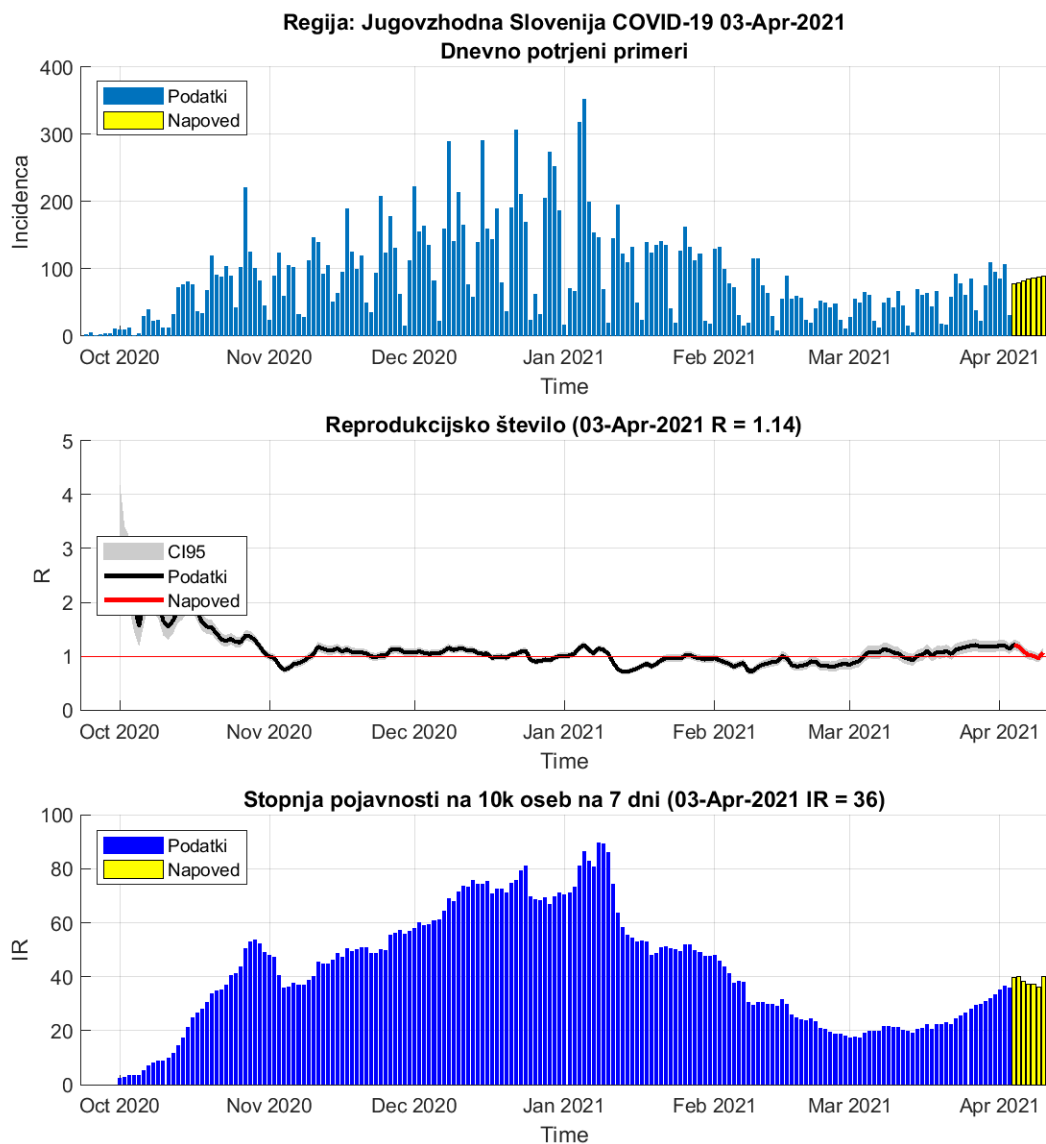 Regija: Jugovzhodna Slovenija COVID-19 03-Apr-2021
Dnevno potrjeni primeri
400
300
200
100
0
Incidenca
Podatki
Napoved
Oct 2020 Nov 2020 Dec 2020 Jan 2021 Feb 2021 Mar 2021 Apr 2021
Time
Reprodukcijsko število (03-Apr-2021 R = 1.14)
5
4
3
2
1
0
R
CI95
Podatki
Napoved
Oct 2020 Nov 2020 Dec 2020 Jan 2021 Feb 2021 Mar 2021 Apr 2021
Time
Stopnja pojavnosti na 10k oseb na 7 dni (03-Apr-2021 IR = 36)
100
80
60
40
20
0
IR
Podatki
Napoved
Oct 2020 Nov 2020 Dec 2020 Jan 2021 Feb 2021 Mar 2021 Apr 2021
Time